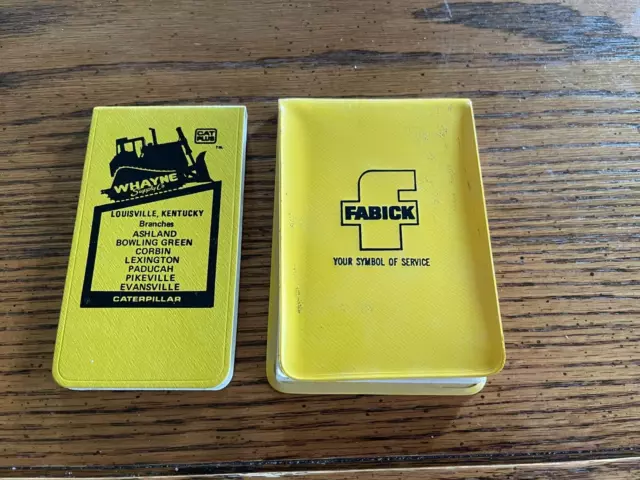 CAT
PLUS
WHAYNE
Supply Co
LOUISVILLE, KENTUCKY
Branches
ASHLAND
BOWLING GREEN
CORBIN
LEXINGTON
PADUCAH
PIKEVILLE
EVANSVILLE
CATERPILLAR
f
FABICK
YOUR SYMBOL OF SERVICE